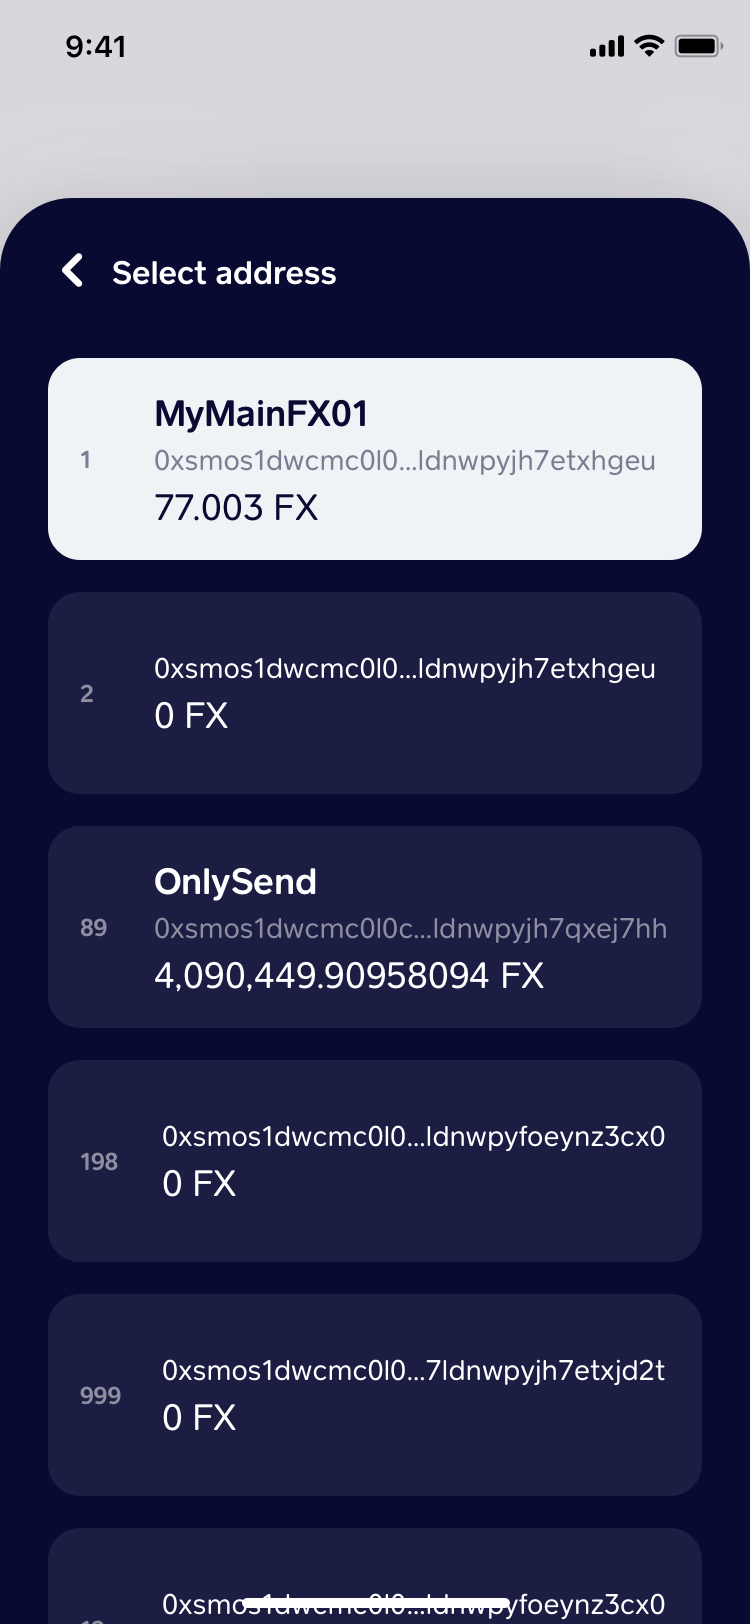 9:41
Select address
MyMainFX01
1
0xsmos1dwcmc0l0...ldnwpyjh7etxhgeu
77.003 FX
0xsmos1dwcmc0l0...ldnwpyjh7etxhgeu
2
0 FX
OnlySend
89
0xsmos1dwcmc0l0c...ldnwpyjh7qxej7hh
4,090,449.90958094 FX
0xsmos1dwcmc0l0...ldnwpyfoeynz3cx0
198
0 FX
0xsmos1dwcmc0l0...7ldnwpyjh7etxjd2t
999
0 FX
0xsmos1dwcmc0l0...ldnwpyfoeynz3cx0